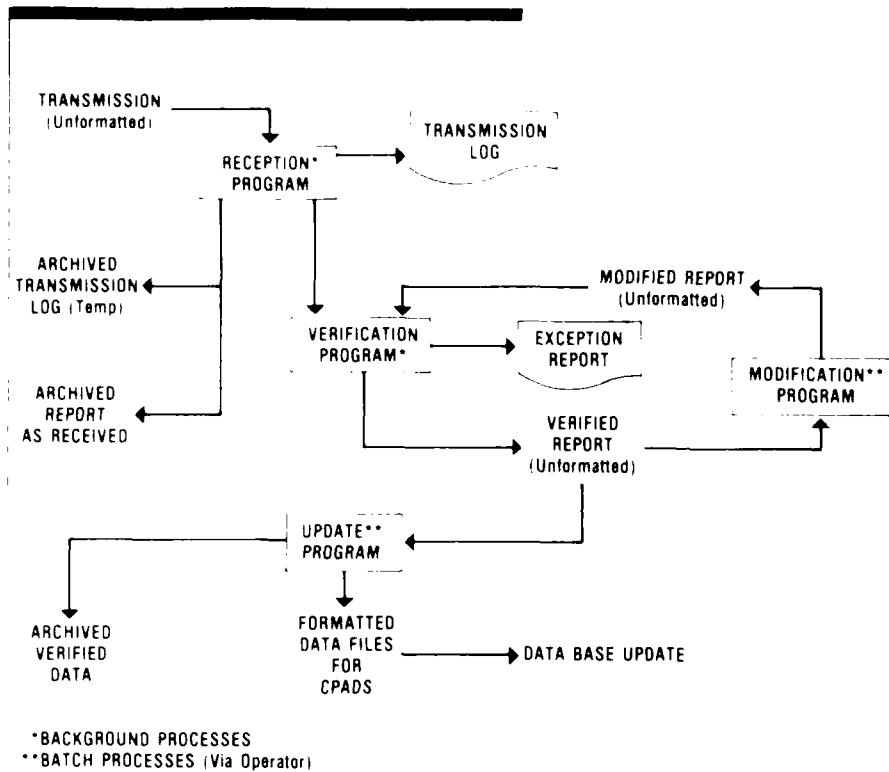 TRANSMISSION
(Unformatted)
TRANSMISSION
LOG
RECEPTION*
PROGRAM
ARCHIVED
TRANSMISSION
LOG (Temp)
MODIFIED REPORT
(Unformatted)
VERIFICATION
PROGRAM*
EXCEPTION
REPORT
MODIFICATION**
PROGRAM
ARCHIVED
REPORT
AS RECEIVED
VERIFIED
REPORT
(Unformatted)
UPDATE**
PROGRAM
ARCHIVED
VERIFIED
DATA
FORMATTED
DATA FILES
FOR
CPADS
DATA BASE UPDATE
*BACKGROUND PROCESSES
**BATCH PROCESSES (Via Operator)